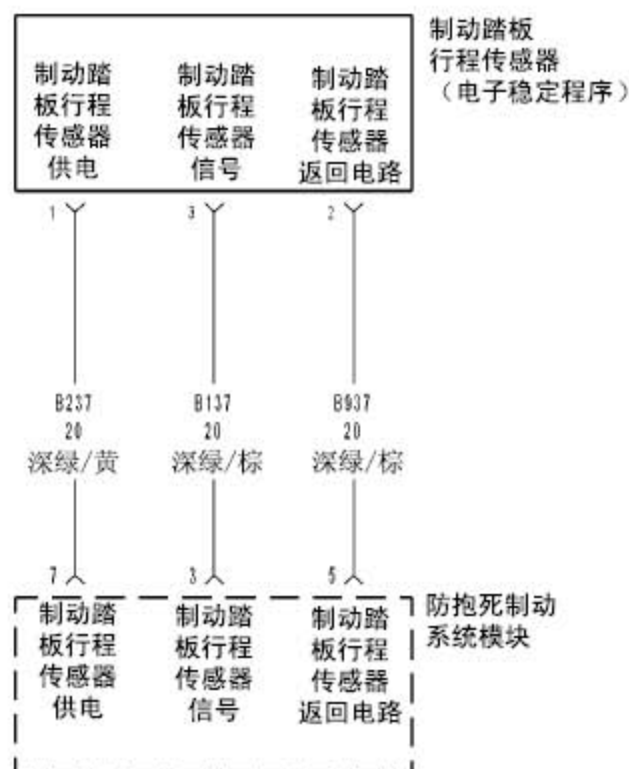 制动踏板
行程传感器
（电子稳定程序）
制动踏
板行程
传感器
供电
制动踏
板行程
传感器
信号
制动踏
板行程
传感器
返回电路
1
3
2
B237
20
深绿/黄
B137
20
深绿/棕
B937
20
深绿/棕
7
3
5
防抱死制动
系统模块
制动踏
板行程
传感器
供电
制动踏
板行程
传感器
信号
制动踏
板行程
传感器
返回电路